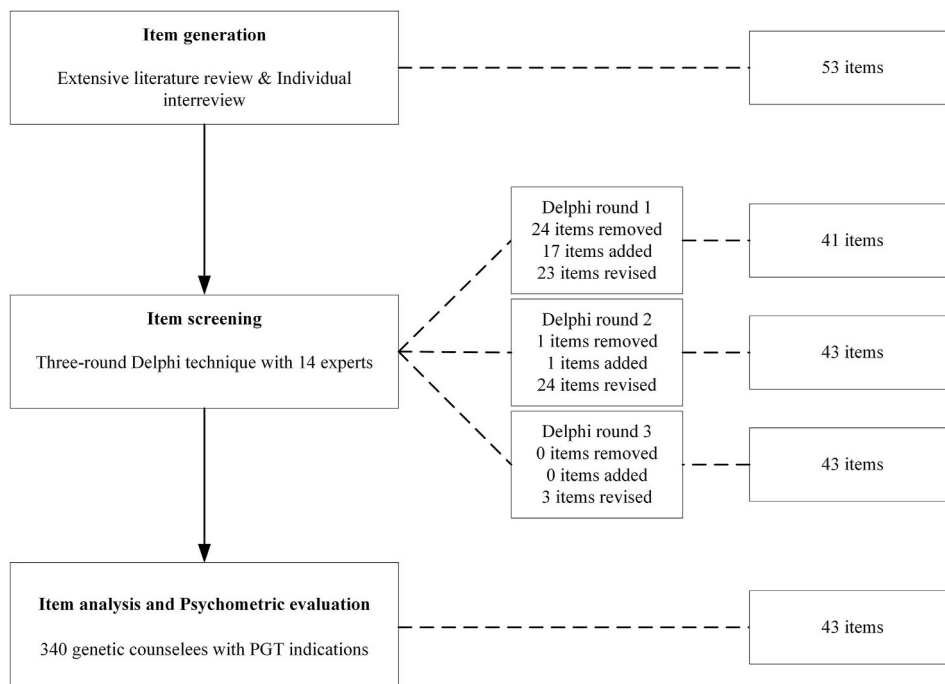 Item generation
Extensive literature review & Individual
interreview
53 items
Delphi round 1
24 items removed
17 items added
23 items revised
41 items
Item screening
Three-round Delphi technique with 14 experts
Delphi round 2
1 items removed
1 items added
24 items revised
43 items
Delphi round 3
0 items removed
0 items added
3 items revised
43 items
Item analysis and Psychometric evaluation
340 genetic counselees with PGT indications
43 items